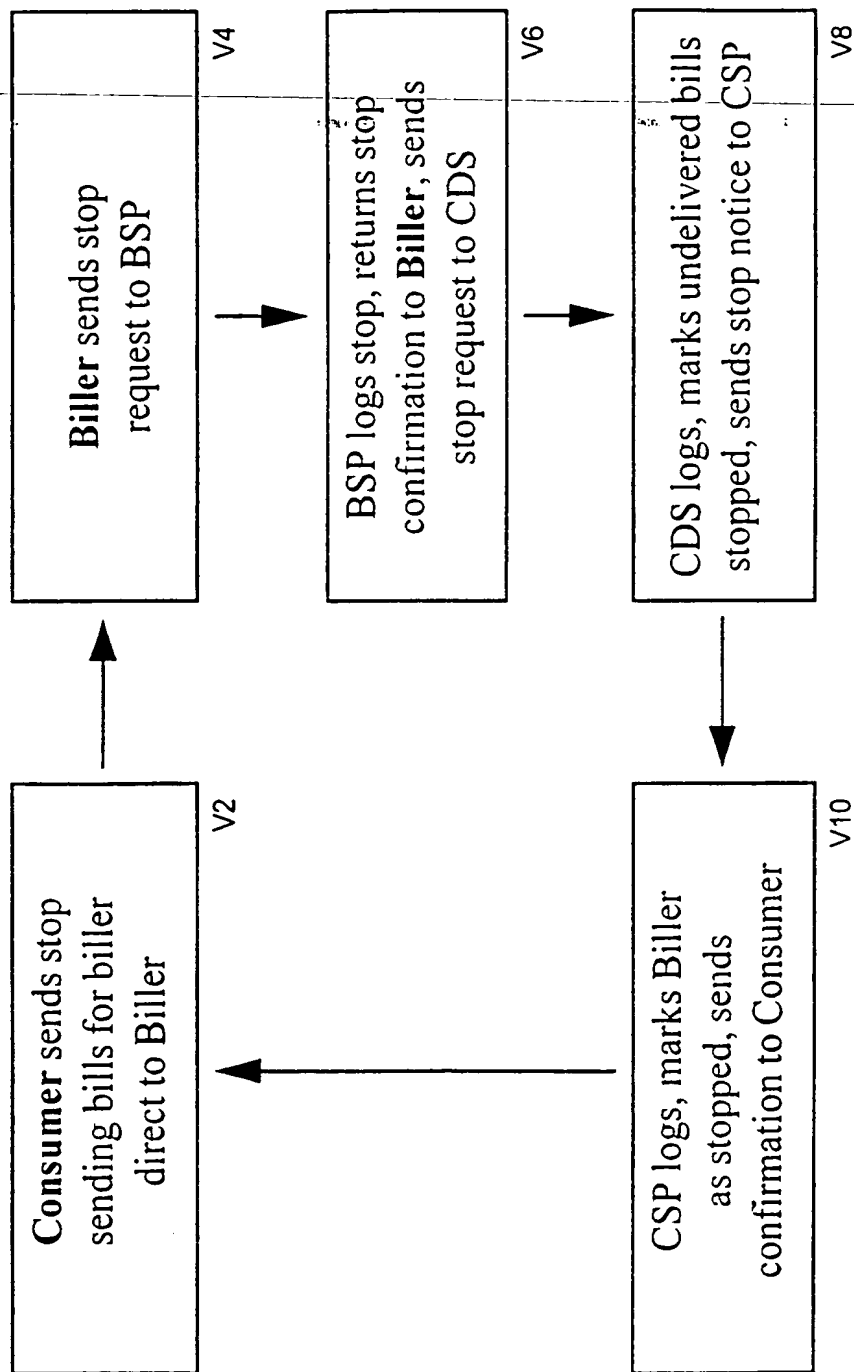 Consumer sends stop
sending bills for biller
direct to Biller
V2
Biller sends stop
request to BSP
V4
BSP logs stop, returns stop
confirmation to Biller, sends
stop request to CDS
V6
CDS logs, marks undelivered bills
stopped, sends stop notice to CSP
V8
CSP logs, marks Biller
as stopped, sends
confirmation to Consumer
V10